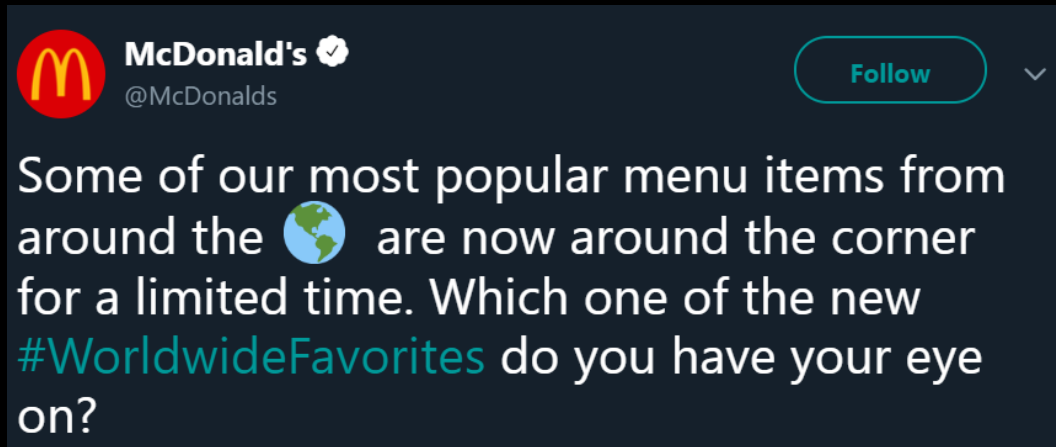 McDonald's
@McDonalds
Follow
Some of our most popular menu items from
around the 🌎 are now around the corner
for a limited time. Which one of the new
#WorldwideFavorites do you have your eye
on?